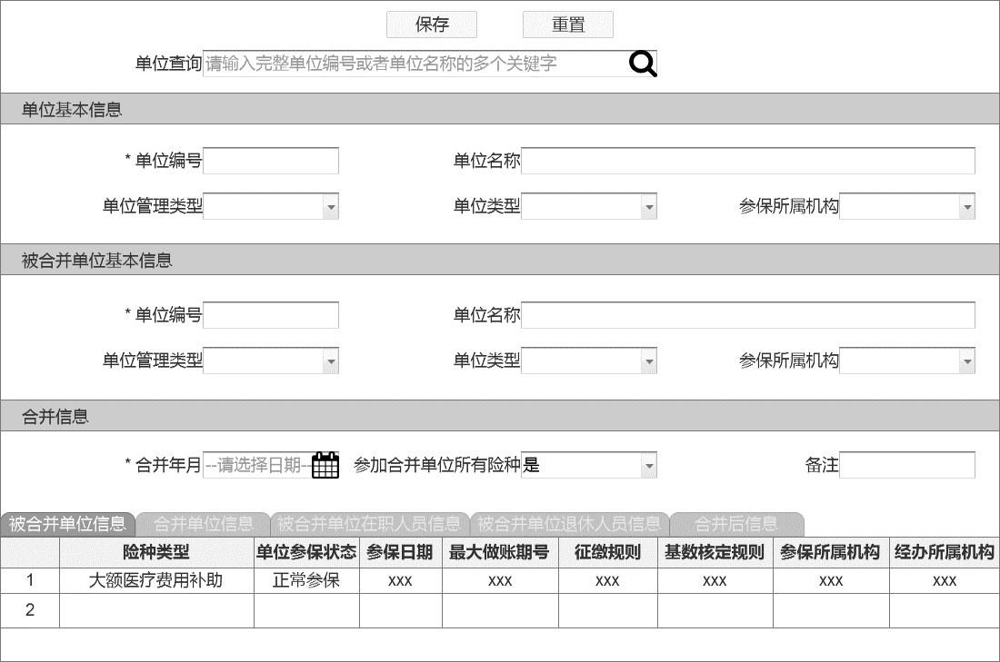 保存 重置
单位查询 请输入完整单位编号或者单位名称的多个关键字
单位基本信息
* 单位编号 单位名称
单位管理类型 单位类型 参保所属机构
被合并单位基本信息
* 单位编号 单位名称
单位管理类型 单位类型 参保所属机构
合并信息
* 合并年月 --请选择日期-- 参加合并单位所有险种 是 备注
被合并单位信息 合并单位信息 被合并单位在职人员信息 被合并单位退休人员信息 合并后信息
险种类型 单位参保状态 参保日期 最大做账期号 征缴规则 基数核定规则 参保所属机构 经办所属机构
1 大额医疗费用补助 正常参保 xxx xxx xxx xxx xxx xxx
2